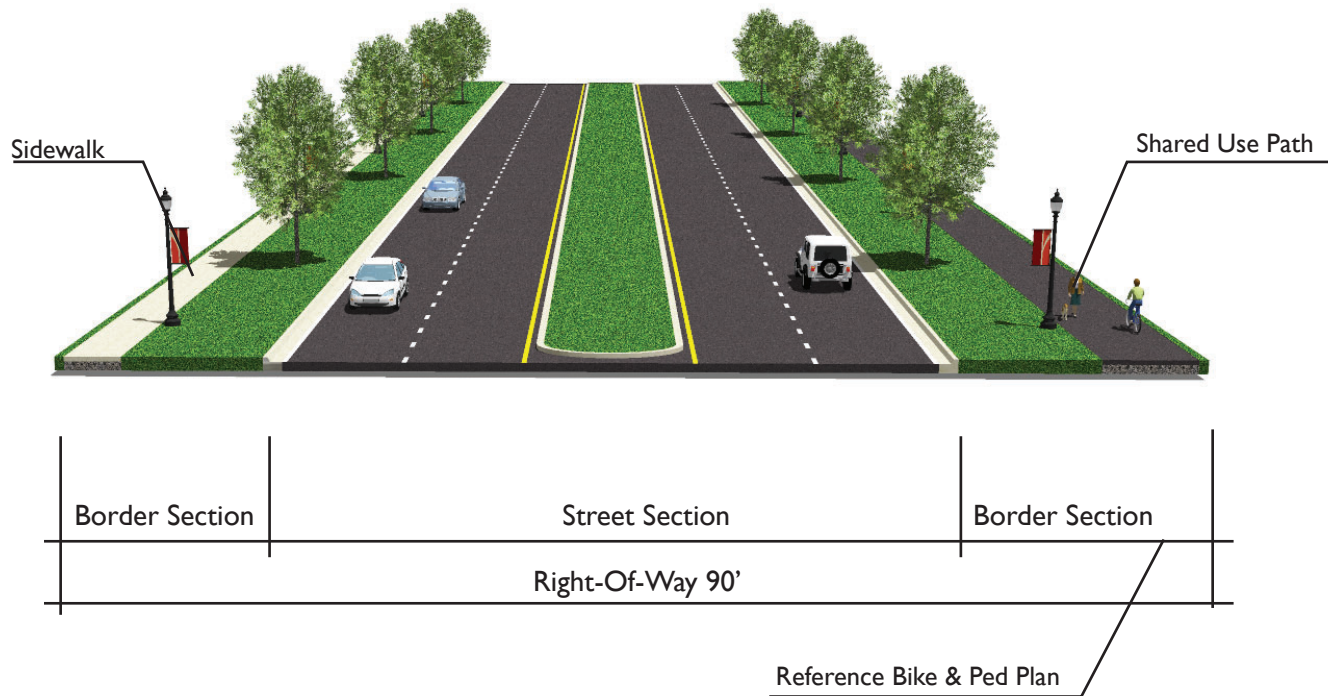 Sidewalk
Shared Use Path
Border Section
Street Section
Border Section
Right-Of-Way 90'
Reference Bike & Ped Plan